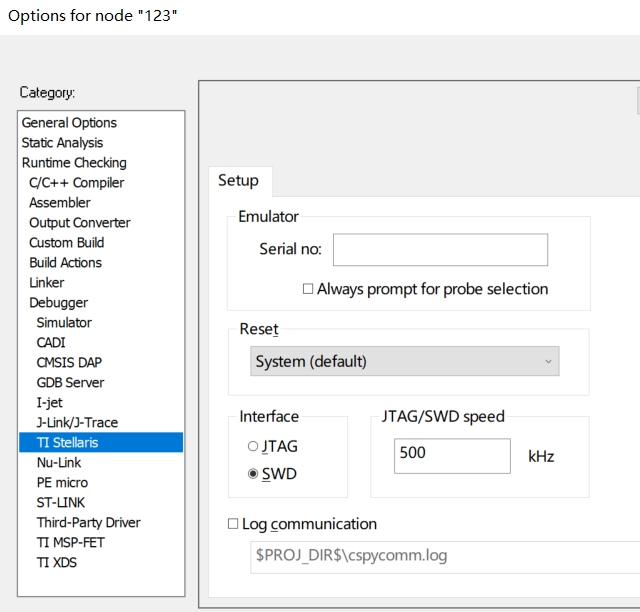 Options for node "123"
Category:
General Options
Static Analysis
Runtime Checking
C/C++ Compiler
Assembler
Output Converter
Custom Build
Build Actions
Linker
Debugger
Simulator
CADI
CMSIS DAP
GDB Server
I-jet
J-Link/J-Trace
TI Stellaris
Nu-Link
PE micro
ST-LINK
Third-Party Driver
TI MSP-FET
TI XDS
Setup
Emulator
Serial no:
Always prompt for probe selection
Reset
System (default)
Interface
JTAG
SWD
JTAG/SWD speed
500
kHz
Log communication
$PROJ_DIR$\cspycomm.log